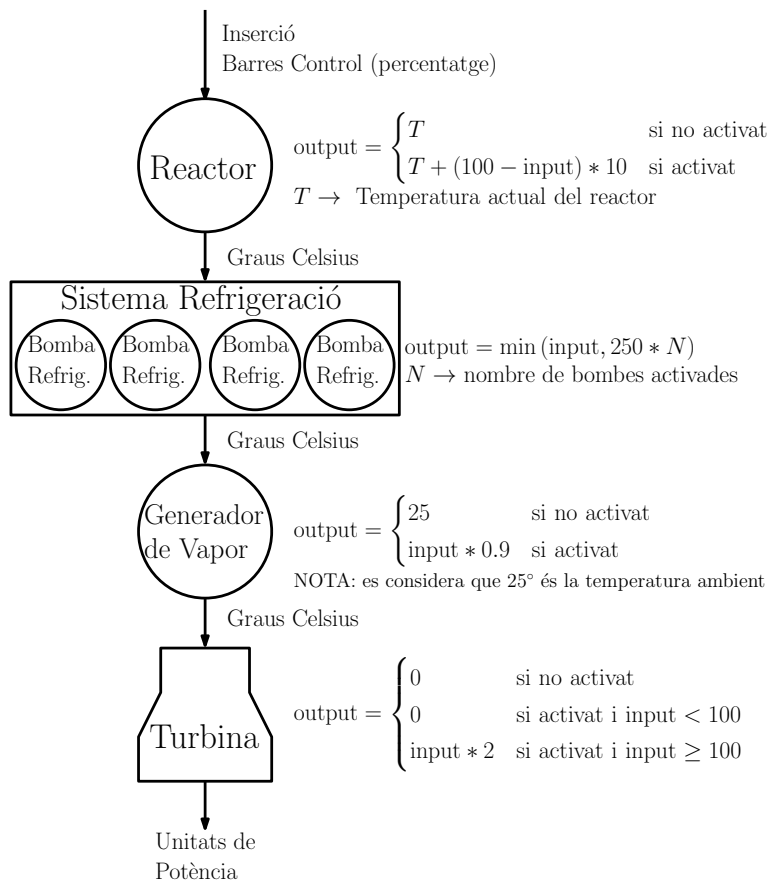 Inserció
Barres Control (percentatge)
Reactor
output = { T si no activat
T + (100 − input) ∗ 10 si activat
T → Temperatura actual del reactor
Graus Celsius
Sistema Refrigeració
Bomba Bomba Bomba Bomba
Refrig. Refrig. Refrig. Refrig.
output = min (input, 250 ∗ N)
N → nombre de bombes activades
Graus Celsius
Generador
de Vapor
output = { 25 si no activat
input ∗ 0.9 si activat
NOTA: es considera que 25° és la temperatura ambient
Graus Celsius
Turbina
output = { 0 si no activat
0 si activat i input < 100
input ∗ 2 si activat i input ≥ 100
Unitats de
Potència